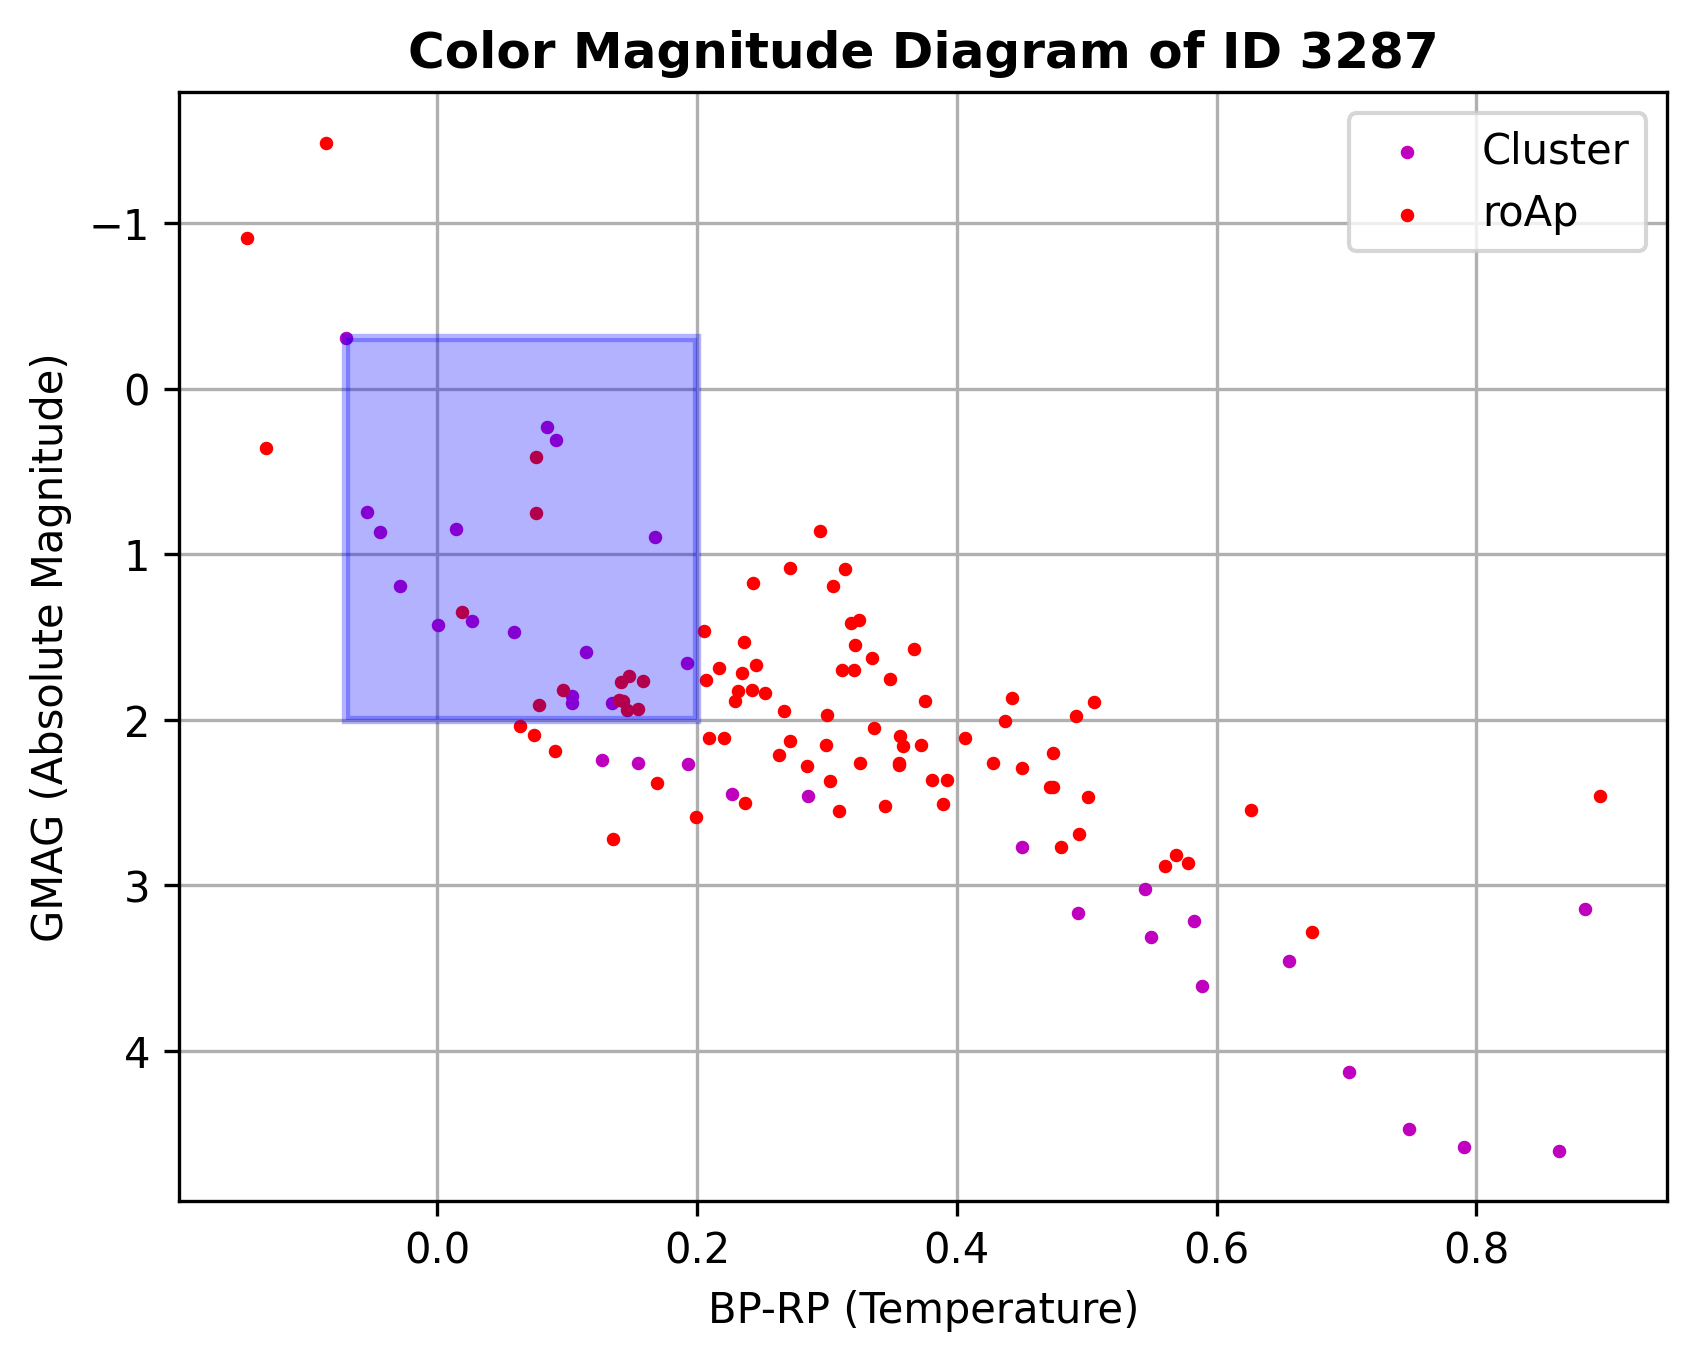 Color Magnitude Diagram of ID 3287
Cluster
roAp
−1
0
1
2
3
4
GMAG (Absolute Magnitude)
0.0 0.2 0.4 0.6 0.8
BP-RP (Temperature)